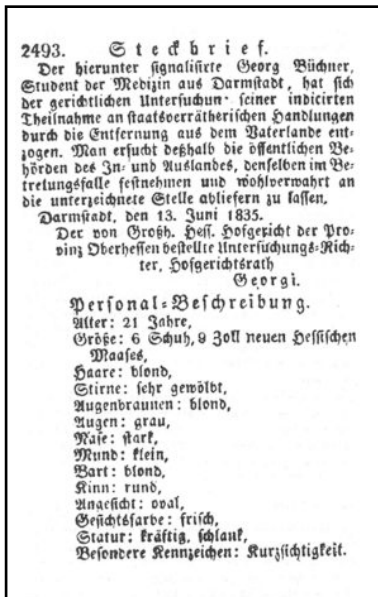 2493. Steckbrief.
Der hierunter signalisirte Georg Büchner,
Student der Medizin aus Darmstadt, hat sich
der gerichtlichen Untersuchun seiner indicirten
Theilnahme an staatsverrätherischen Handlungen
durch die Entfernung aus dem Vaterlande ent-
zogen. Man ersucht deßhalb die öffentlichen Be-
hörden des In- und Auslandes, denselben im Be-
tretungsfalle festnehmen und wohlverwahrt an
die unterzeichnete Stelle abliefern zu lassen.
Darmstadt, den 13. Juni 1835.
Der von Großh. Hess. Hofgericht der Pro-
vinz Oberhessen bestellte Untersuchungs-Rich-
ter, Hofgerichtsrath
Georgi.
Personal-Beschreibung.
Alter: 21 Jahre,
Größe: 6 Schuh, 9 Zoll neuen Hessischen
Maases,
Haare: blond,
Stirne: sehr gewölbt,
Augenbraunen: blond,
Augen: grau,
Nase: stark,
Mund: klein,
Bart: blond,
Kinn: rund,
Angesicht: oval,
Gesichtsfarbe: frisch,
Statur: kräftig, schlank,
Besondere Kennzeichen: Kurzsichtigkeit.